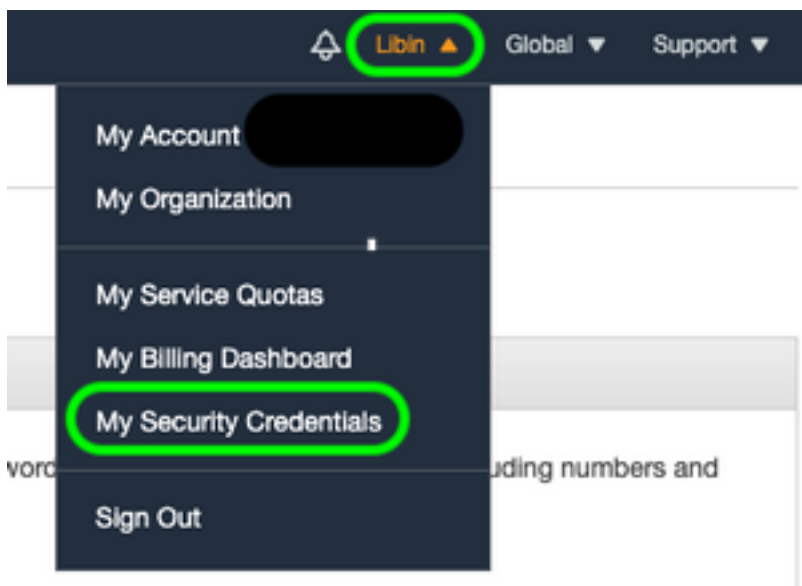 Libin ▲ Global ▼ Support ▼
My Account
My Organization
My Service Quotas
My Billing Dashboard
My Security Credentials
uding numbers and
Sign Out